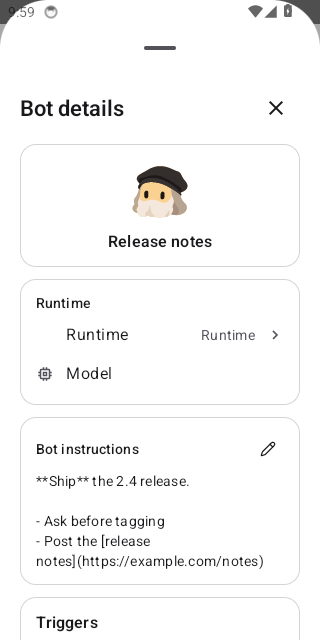 9:59
Bot details
Release notes
Runtime
Runtime Runtime
Model
Bot instructions
**Ship** the 2.4 release.
- Ask before tagging
- Post the [release
notes](https://example.com/notes)
Triggers